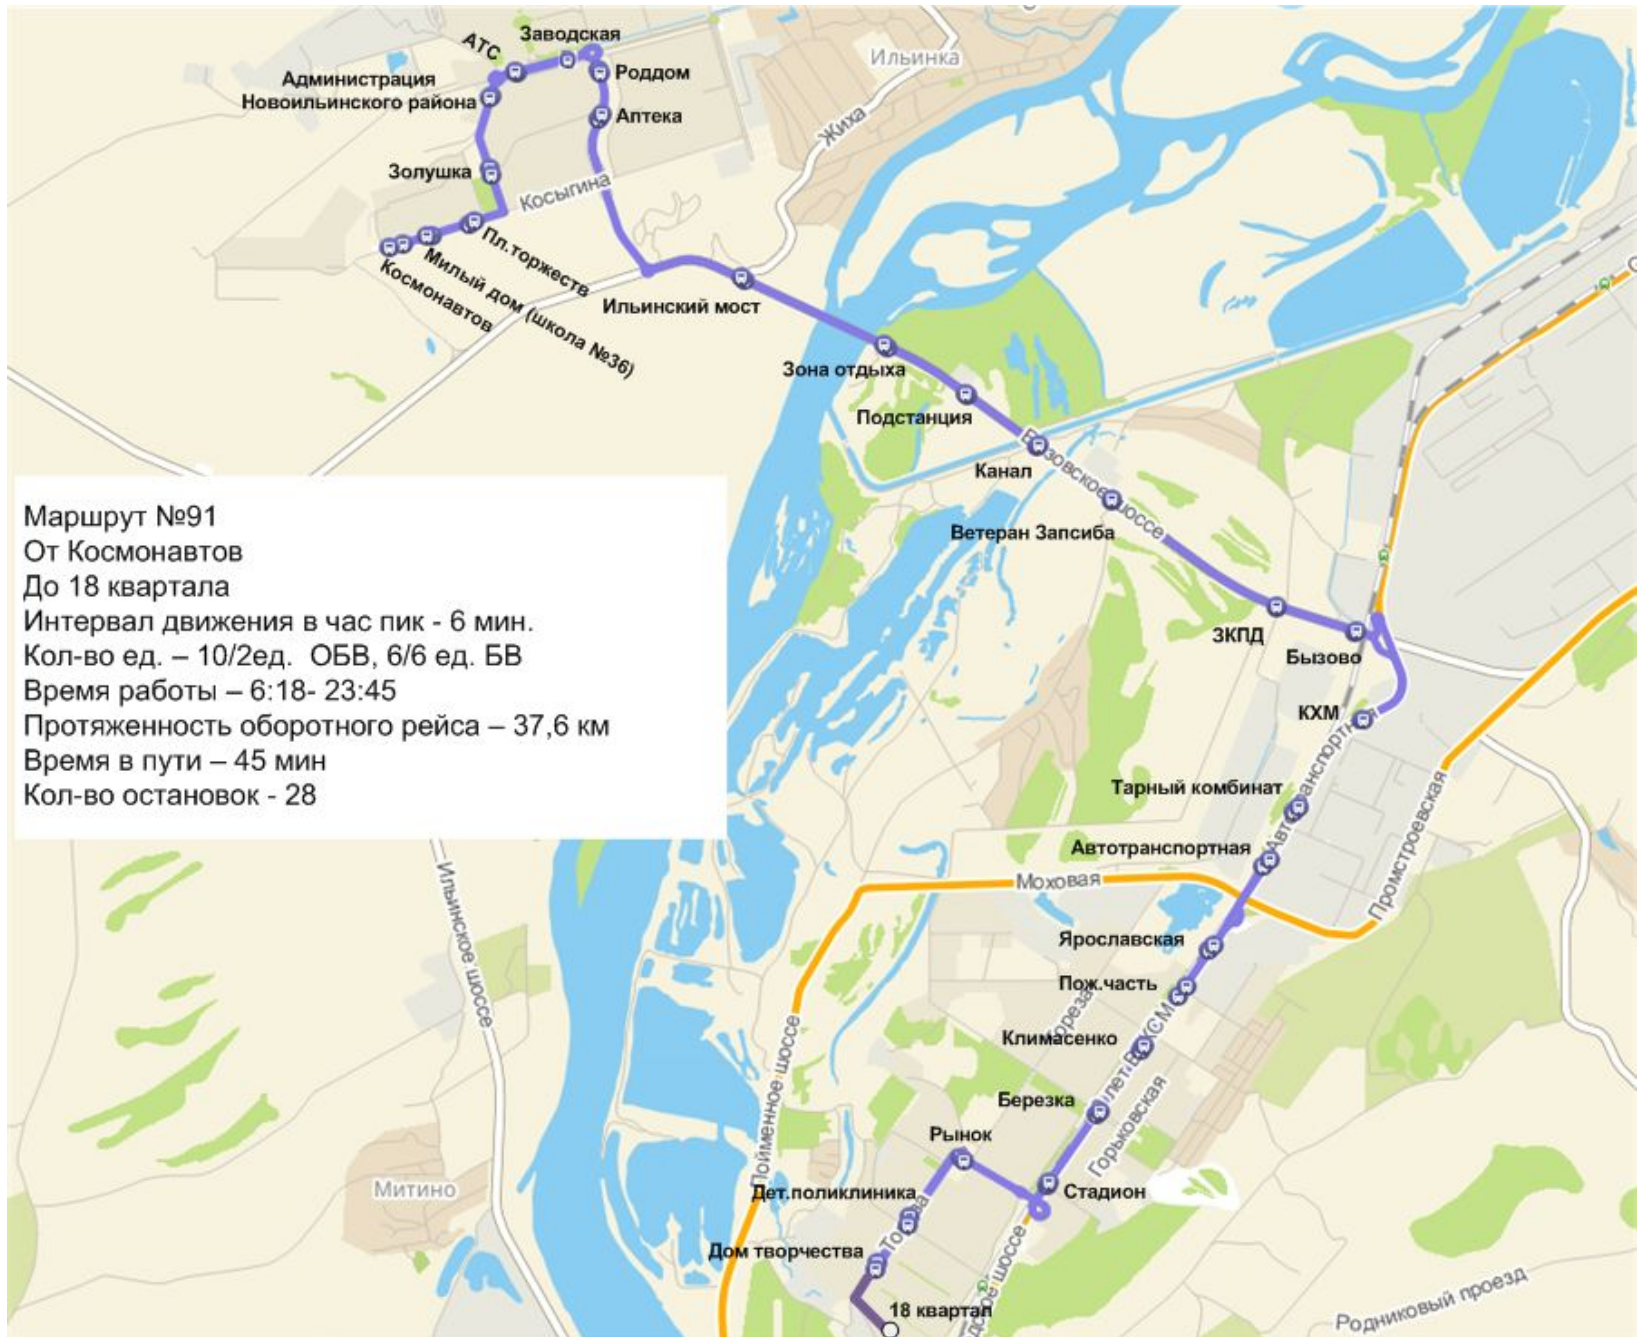 Заводская
АТС
Ильинка
Администрация
Новоильинского района
Роддом
Аптека
Жиха
Золушка
Косыгина
Пл.торжеств
Милый дом (школа №36)
Космонавтов
Ильинский мост
Зона отдыха
Подстанция
Канал
Ветеран Запсиба
ЗКПД
Бызово
КХМ
Маршрут №91
От Космонавтов
До 18 квартала
Интервал движения в час пик - 6 мин.
Кол-во ед. – 10/2ед. ОБВ, 6/6 ед. БВ
Время работы – 6:18- 23:45
Протяженность оборотного рейса – 37,6 км
Время в пути – 45 мин
Кол-во остановок - 28
Тарный комбинат
Автотранспортная
Моховая
Промстроевская
Ильинское шоссе
Ярославская
Пож.часть
Климасенко
Березка
Горьковская
Пойменное шоссе
Рынок
Митино
Дет.поликлиника
Стадион
Дом творчества
18 квартал
Родниковый проезд